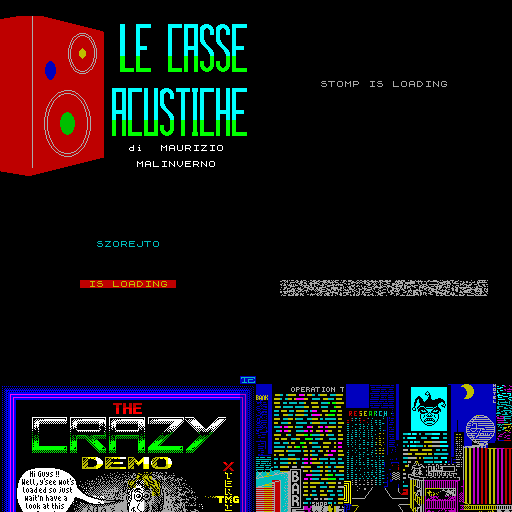 LE CASSE
ACUSTICHE
di MAURIZIO
MALINVERNO
STOMP IS LOADING
SZOREJTO
IS LOADING
THE
CRAZY
DEMO
Hi Guys !!
Well, y'see wot's
loaded so just
wait'n have a
look at this
TMG
OPERATION T
BANK
RESEARCH
BAR